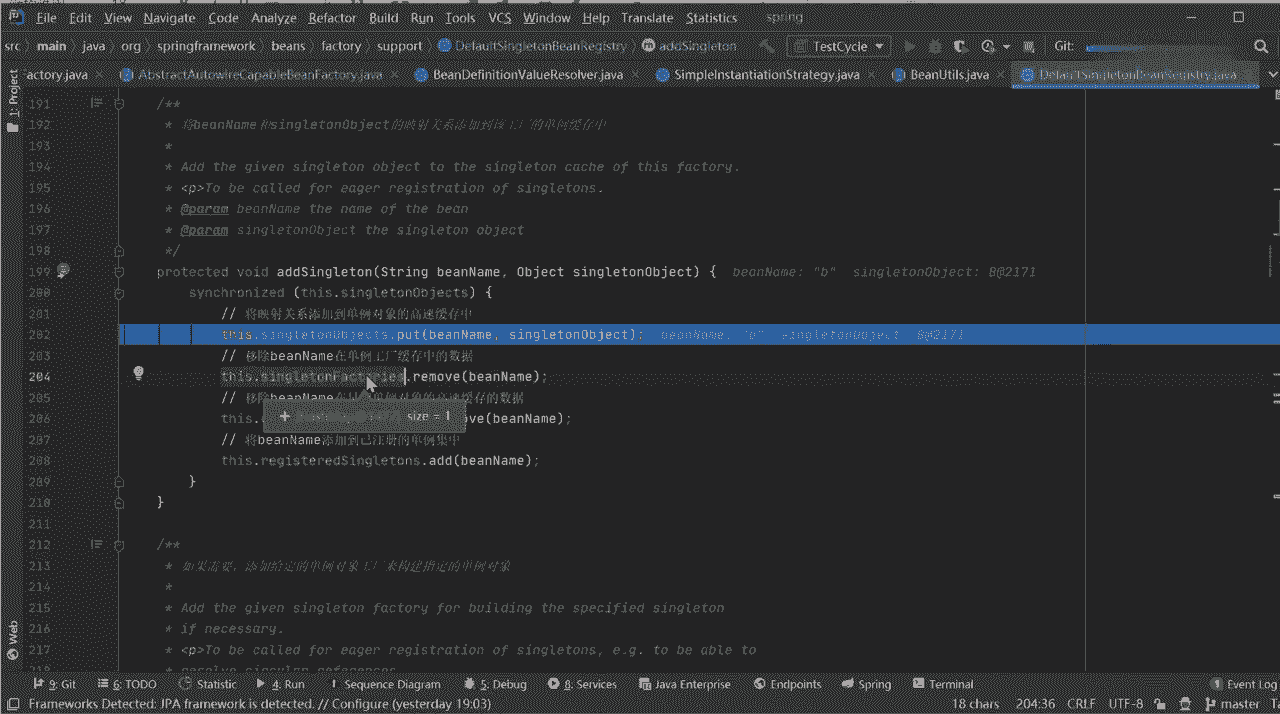 File Edit View Navigate Code Analyze Refactor Build Run Tools VCS Window Help Translate Statistics spring
src main java org springframework beans factory support DefaultSingletonBeanRegistry addSingleton TestCycle Git:
actory.java AbstractAutowireCapableBeanFactory.java BeanDefinitionValueResolver.java SimpleInstantiationStrategy.java BeanUtils.java DefaultSingletonBeanRegistry.java
1: Project
191 /**
192 * 将beanName和singletonObject的映射关系添加到该工厂的单例缓存中
193 *
194 * Add the given singleton object to the singleton cache of this factory.
195 * <p>To be called for eager registration of singletons.
196 * @param beanName the name of the bean
197 * @param singletonObject the singleton object
198 */
199 protected void addSingleton(String beanName, Object singletonObject) { beanName: "b" singletonObject: B@2171
200 synchronized (this.singletonObjects) {
201 // 将映射关系添加到单例对象的高速缓存中
202 this.singletonObjects.put(beanName, singletonObject); beanName: "b" singletonObject: B@2171
203 // 移除beanName在单例工厂缓存中的数据
204 this.singletonFactories.remove(beanName);
205 // 移除beanName在早期单例对象的高速缓存的数据
size = 1
206 this. ve(beanName);
207 // 将beanName添加到已注册的单例集中
208 this.registeredSingletons.add(beanName);
209 }
210 }
211
212 /**
213 * 如果需要，添加给定的单例对象工厂来构建指定的单例对象
214 *
215 * Add the given singleton factory for building the specified singleton
216 * if necessary.
217 * <p>To be called for eager registration of singletons, e.g. to be able to
218 * resolve circular references.
Web
9: Git 6: TODO Statistic 4: Run Sequence Diagram 5: Debug 8: Services Java Enterprise Endpoints Spring Terminal 1 Event Log
Frameworks Detected: JPA framework is detected. // Configure (yesterday 19:03) 18 chars 204:36 CRLF UTF-8 master